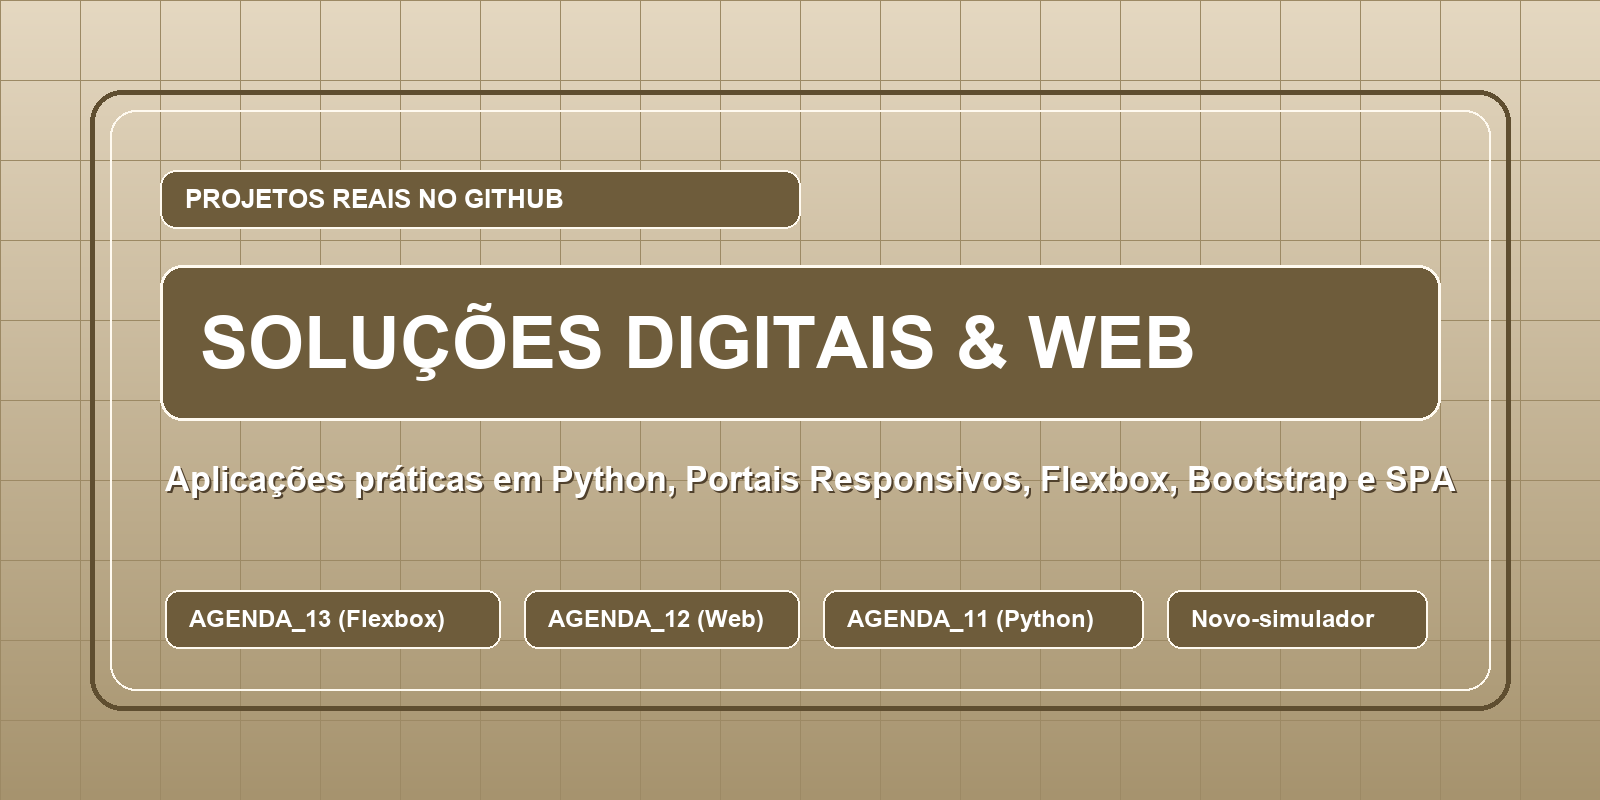 PROJETOS REAIS NO GITHUB
SOLUÇÕES DIGITAIS & WEB
Aplicações práticas em Python, Portais Responsivos, Flexbox, Bootstrap e SPA
AGENDA_13 (Flexbox)
AGENDA_12 (Web)
AGENDA_11 (Python)
Novo-simulador